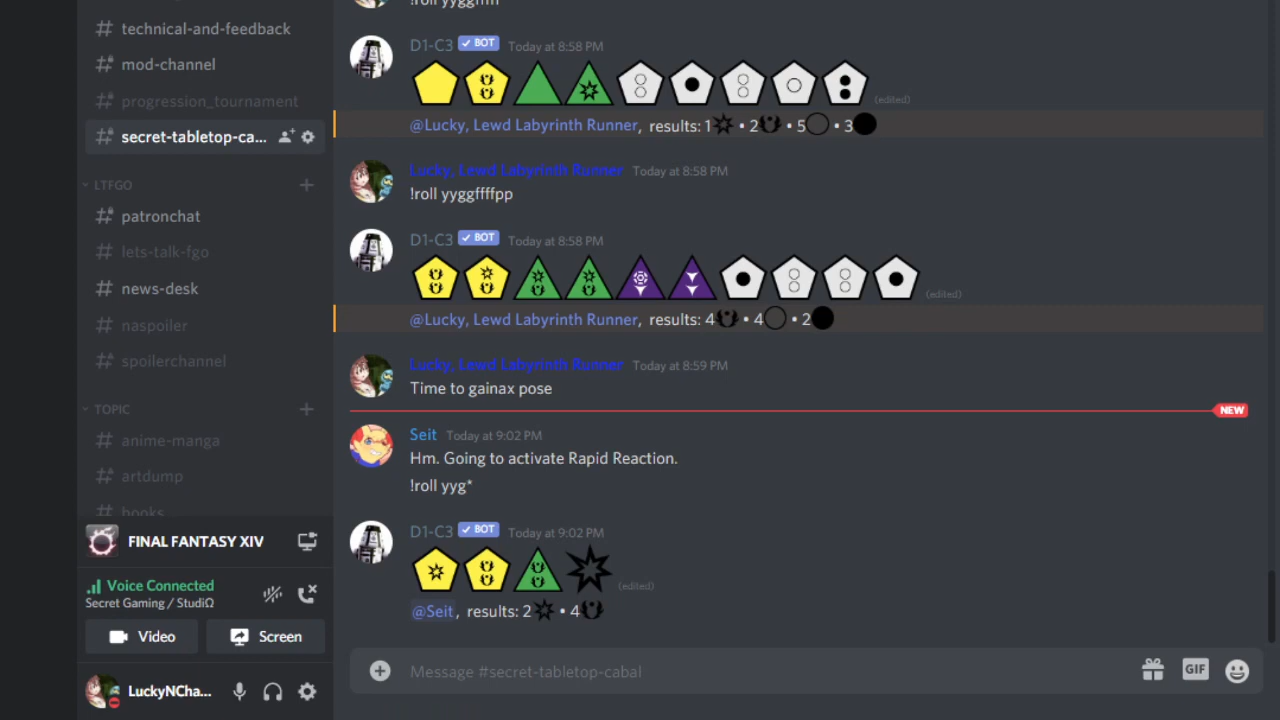 technical-and-feedback
mod-channel
progression_tournament
secret-tabletop-ca...
LTFGO
patronchat
lets-talk-fgo
news-desk
naspoiler
spoilerchannel
TOPIC
anime-manga
artdump
books
FINAL FANTASY XIV
Voice Connected
Secret Gaming / StudiΩ
Video
Screen
LuckyNCha...
!roll yyggffff
D1-C3 BOT Today at 8:58 PM
(edited)
@Lucky, Lewd Labyrinth Runner, results: 1 • 2 • 5 • 3
Lucky, Lewd Labyrinth Runner Today at 8:58 PM
!roll yyggffffpp
D1-C3 BOT Today at 8:58 PM
(edited)
@Lucky, Lewd Labyrinth Runner, results: 4 • 4 • 2
Lucky, Lewd Labyrinth Runner Today at 8:59 PM
Time to gainax pose
NEW
Seit Today at 9:02 PM
Hm. Going to activate Rapid Reaction.
!roll yyg*
D1-C3 BOT Today at 9:02 PM
(edited)
@Seit, results: 2 • 4
Message #secret-tabletop-cabal
GIF